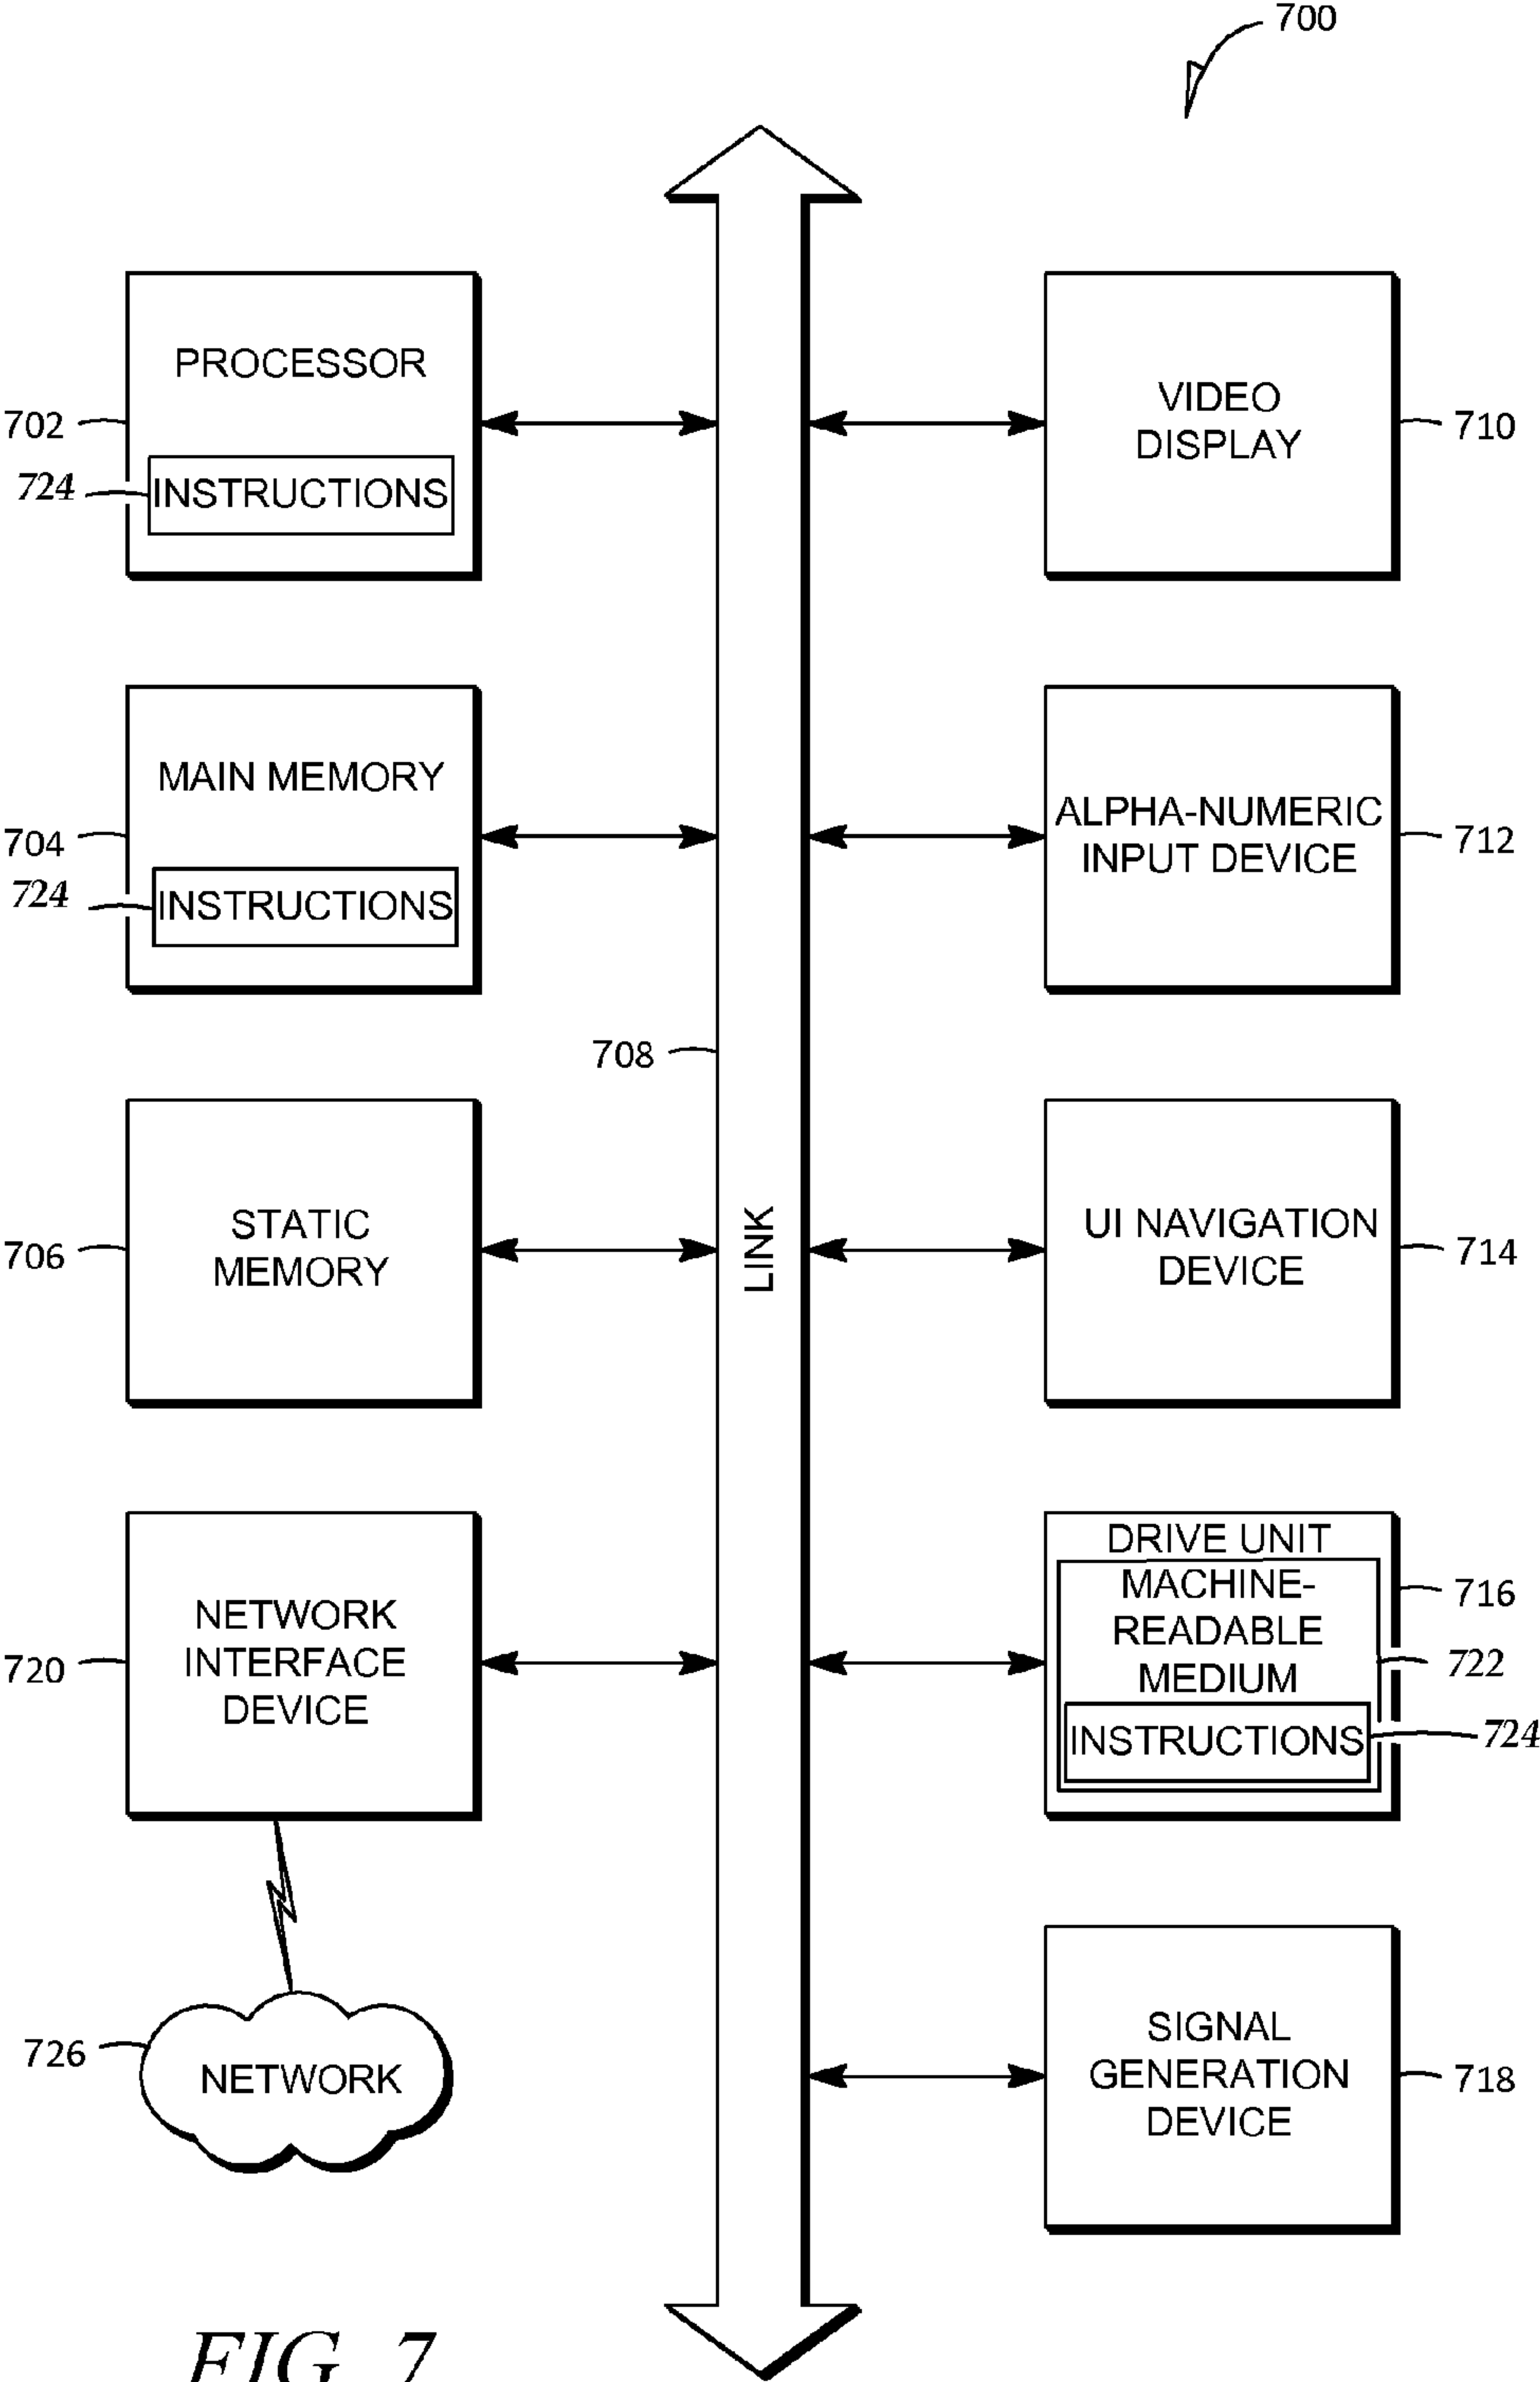 700
PROCESSOR
702
724
INSTRUCTIONS
VIDEO
DISPLAY
710
MAIN MEMORY
704
724
INSTRUCTIONS
ALPHA-NUMERIC
INPUT DEVICE
712
708
LINK
STATIC
MEMORY
706
UI NAVIGATION
DEVICE
714
NETWORK
INTERFACE
DEVICE
720
DRIVE UNIT
MACHINE-
READABLE
MEDIUM
INSTRUCTIONS
716
722
724
726
NETWORK
SIGNAL
GENERATION
DEVICE
718
FIG. 7